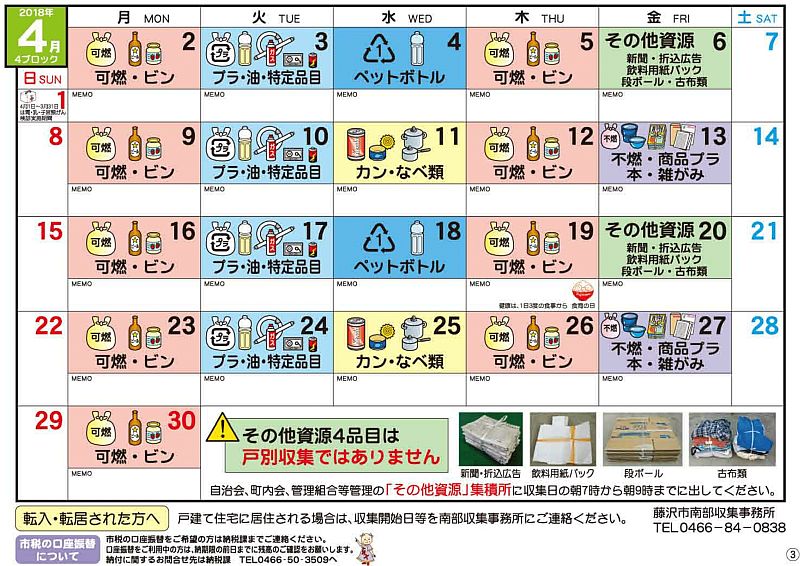 2018年
4月
4ブロック
月 MON
火 TUE
水 WED
木 THU
金 FRI
土 SAT
日 SUN
1
2
可燃
可燃・ビン
3
プラ・油・特定品目
4
1
ペットボトル
5
可燃
可燃・ビン
その他資源 6
新聞・折込広告
飲料用紙パック
段ボール・古布類
7
MEMO
MEMO
MEMO
MEMO
MEMO
8
9
可燃
可燃・ビン
10
プラ・油・特定品目
11
カン・なべ類
12
可燃
可燃・ビン
13
不燃
不燃・商品プラ
本・雑がみ
14
MEMO
MEMO
MEMO
MEMO
MEMO
15
16
可燃
可燃・ビン
17
プラ・油・特定品目
18
1
ペットボトル
19
可燃
可燃・ビン
その他資源 20
新聞・折込広告
飲料用紙パック
段ボール・古布類
21
MEMO
MEMO
MEMO
MEMO
MEMO
健康は、1日3度の食事から 食育の日
22
23
可燃
可燃・ビン
24
プラ・油・特定品目
25
カン・なべ類
26
可燃
可燃・ビン
27
不燃
不燃・商品プラ
本・雑がみ
28
MEMO
MEMO
MEMO
MEMO
MEMO
29
30
可燃
可燃・ビン
MEMO
その他資源4品目は
戸別収集ではありません
新聞・折込広告
飲料用紙パック
段ボール
古布類
自治会、町内会、管理組合等管理の「その他資源」集積所に収集日の朝7時から朝9時までに出してください。
転入・転居された方へ
戸建て住宅に居住される場合は、収集開始日等を南部収集事務所にご連絡ください。
藤沢市南部収集事務所
TEL0466-84-0838
市税の口座振替
について
市税の口座振替をご希望の方は納税課までご連絡ください。
口座振替をご利用中の方は、納期限の前日までに残高のご確認をお願いします。
納付に関するお問合せ先は納税課 TEL0466-50-3509へ
3